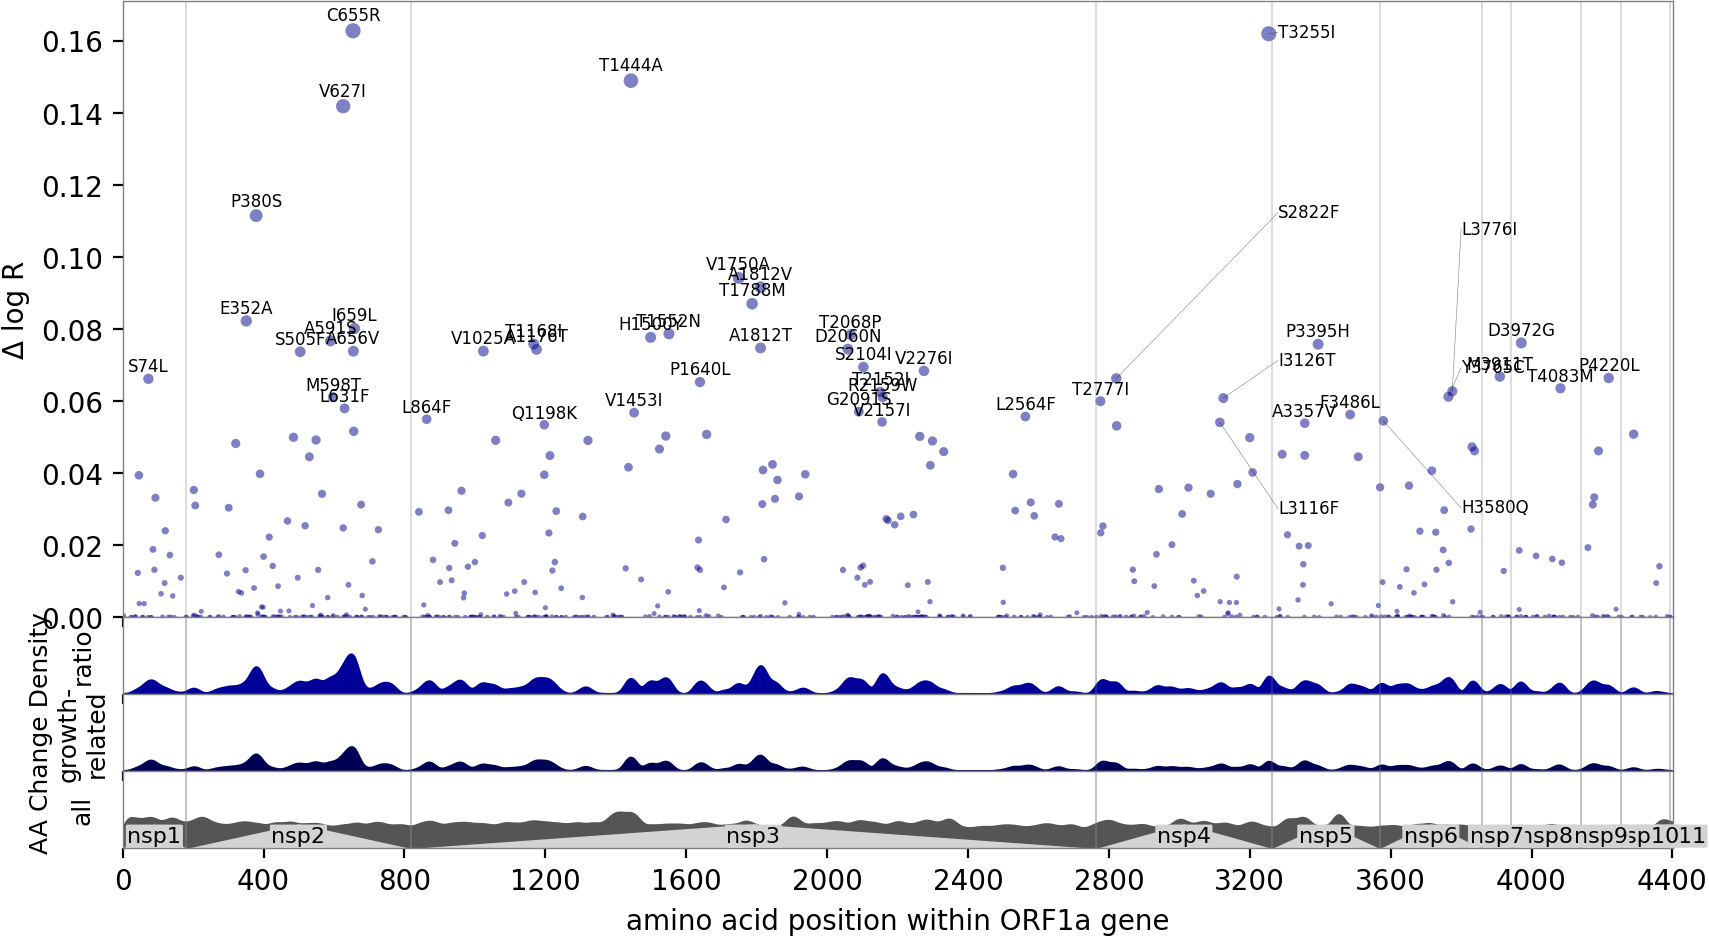 C655R
T3255I
0.16
T1444A
V627I
0.14
0.12
P380S
S2822F
L3776I
0.10
V1750A
A1812V
T1788M
E352A
I659L
T2068P
H1500Y
T1552N
A591S
P3395H
D3972G
0.08
S505F
A656V
V1025A
T1168I
A1176T
A1812T
D2060N
S2104I
V2276I
I3126T
S74L
P1640L
M3911T
Y3765C
P4220L
T4083M
M598T
T2152I
R2159W
T2777I
L631F
0.06
V1453I
G2091S
L2564F
F3486L
L864F
Q1198K
V2157I
A3357V
0.04
L3116F
H3580Q
0.02
0.00
Δ log R
AA Change Density
ratio
growth-
related
all
nsp1
nsp2
nsp3
nsp4
nsp5
nsp6
nsp7
nsp8
nsp9
sp1011
0
400
800
1200
1600
2000
2400
2800
3200
3600
4000
4400
amino acid position within ORF1a gene